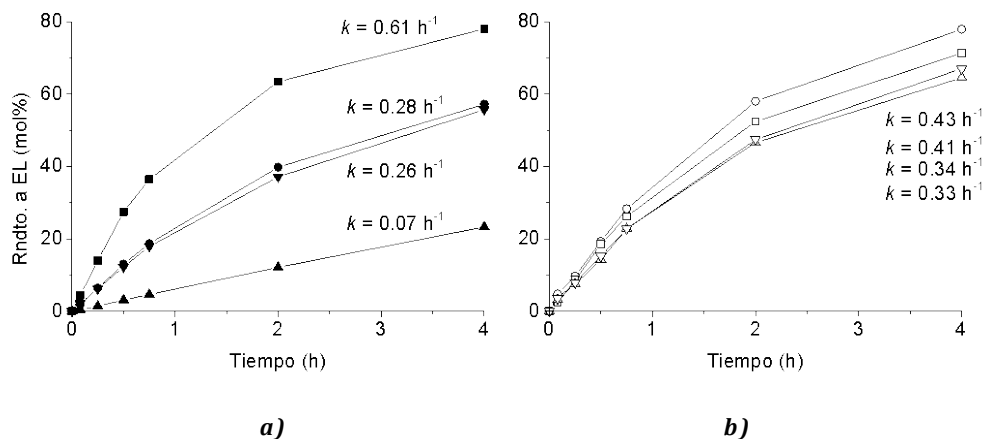 80
60
40
20
0
Rndto. a EL (mol%)
k = 0.61 h⁻¹
k = 0.28 h⁻¹
k = 0.26 h⁻¹
k = 0.07 h⁻¹
0 1 2 3 4
Tiempo (h)
a)
80
60
40
20
0
k = 0.43 h⁻¹
k = 0.41 h⁻¹
k = 0.34 h⁻¹
k = 0.33 h⁻¹
0 1 2 3 4
Tiempo (h)
b)